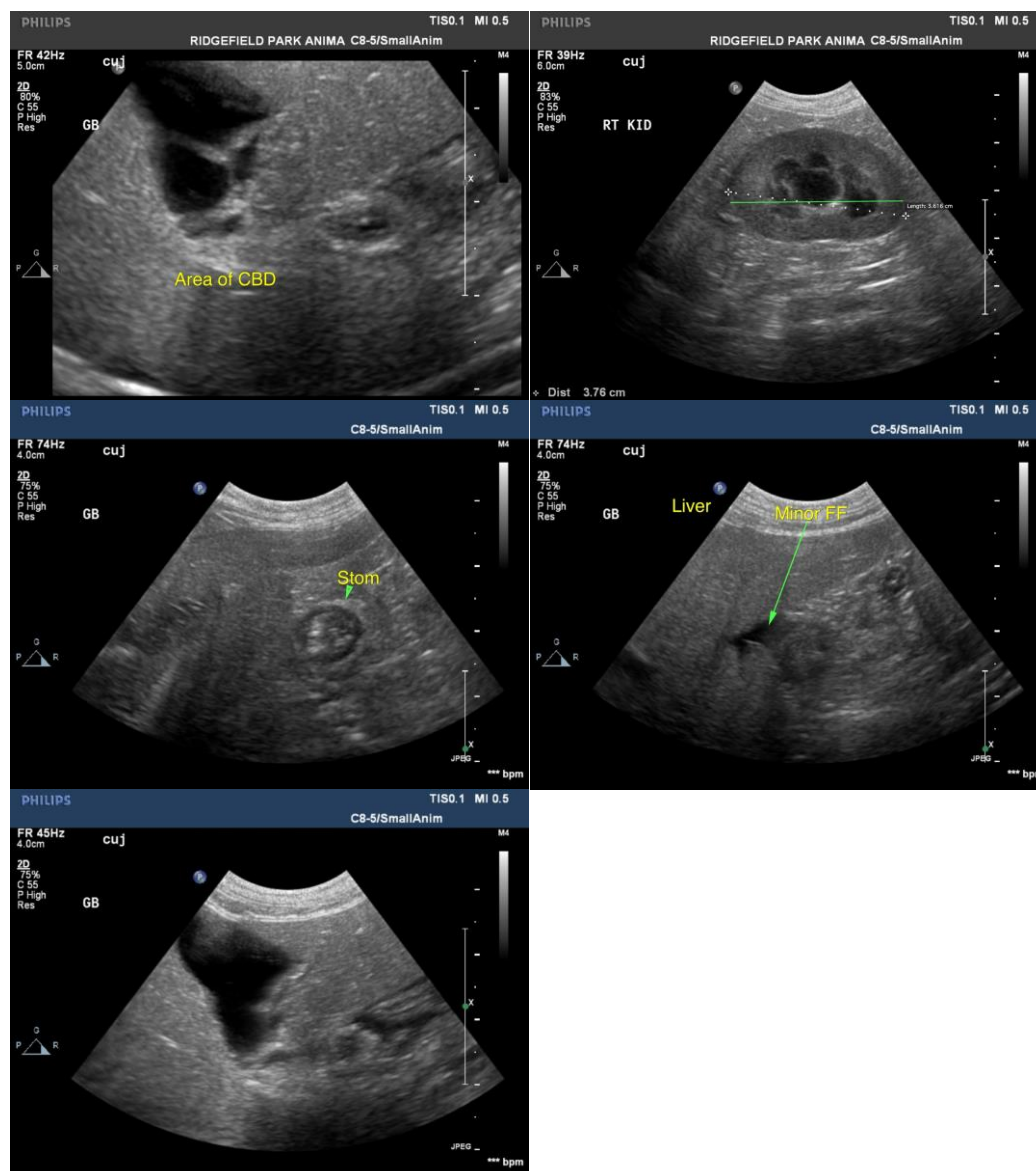 PHILIPS
TIS0.1 MI 0.5
RIDGEFIELD PARK ANIMA C8-5/SmallAnim
FR 42Hz
5.0cm
cuj
M4
2D
80%
C 55
P High
Res
GB
X
G
P R
Area of CBD
PHILIPS
TIS0.1 MI 0.5
RIDGEFIELD PARK ANIMA C8-5/SmallAnim
FR 39Hz
6.0cm
cuj
M4
P
2D
83%
C 55
P High
Res
RT KID
Length: 3.616 cm
X
G
P R
Dist 3.76 cm
PHILIPS
TIS0.1 MI 0.5
C8-5/SmallAnim
FR 74Hz
4.0cm
cuj
M4
P
2D
75%
C 55
P High
Res
GB
Stom
G
P R
X
JPEG
*** bpm
PHILIPS
TIS0.1 MI 0.5
C8-5/SmallAnim
FR 74Hz
4.0cm
cuj
M4
P
2D
75%
C 55
P High
Res
GB
Liver
Minor FF
G
P R
X
JPEG
*** bpm
PHILIPS
TIS0.1 MI 0.5
C8-5/SmallAnim
FR 45Hz
4.0cm
cuj
M4
P
2D
75%
C 55
P High
Res
GB
X
G
P R
JPEG
*** bpm